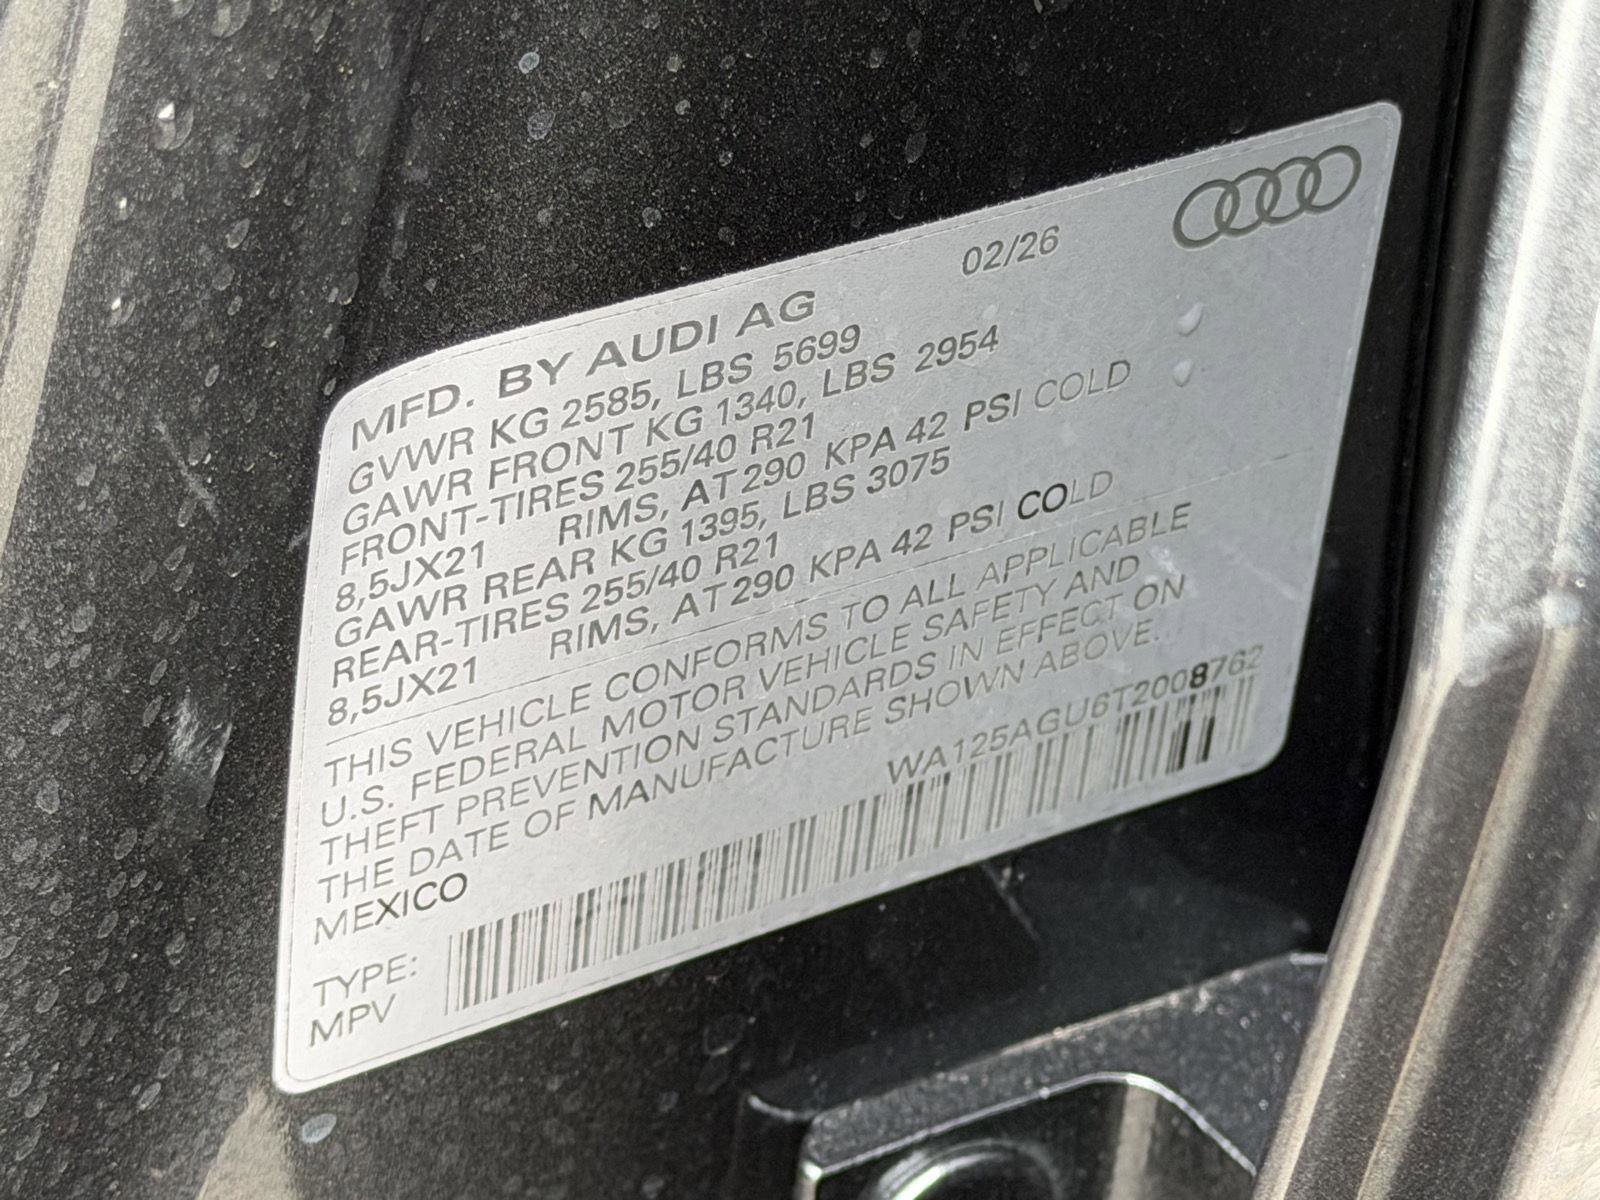 02/26
MFD. BY AUDI AG
GVWR KG 2585, LBS 5699
GAWR FRONT KG 1340, LBS 2954
FRONT-TIRES 255/40 R21
8,5JX21 RIMS, AT 290 KPA 42 PSI COLD
GAWR REAR KG 1395, LBS 3075
REAR-TIRES 255/40 R21
8,5JX21 RIMS, AT 290 KPA 42 PSI COLD
THIS VEHICLE CONFORMS TO ALL APPLICABLE
U.S. FEDERAL MOTOR VEHICLE SAFETY AND
THEFT PREVENTION STANDARDS IN EFFECT ON
THE DATE OF MANUFACTURE SHOWN ABOVE.
MEXICO
WA125AGU6T2008762
TYPE:
MPV